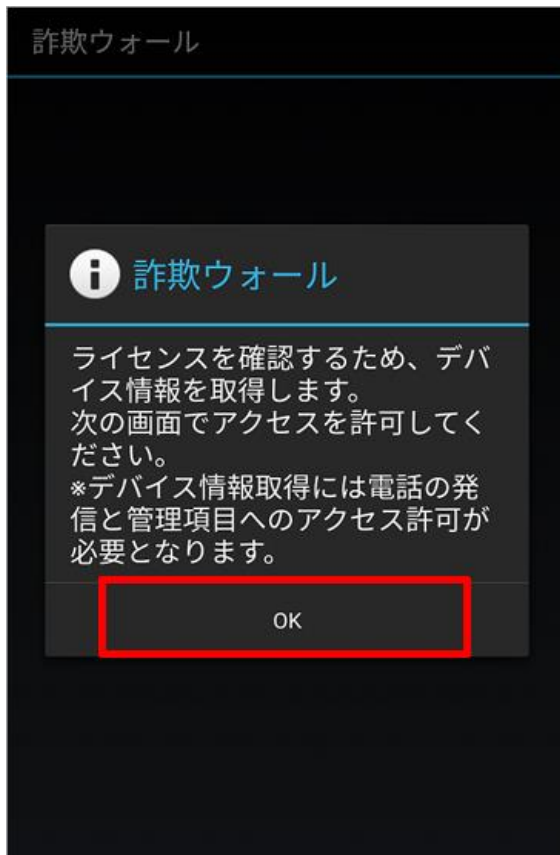 詐欺ウォール
詐欺ウォール
ライセンスを確認するため、デバ
イス情報を取得します。
次の画面でアクセスを許可してく
ださい。
※デバイス情報取得には電話の発
信と管理項目へのアクセス許可が
必要となります。
OK